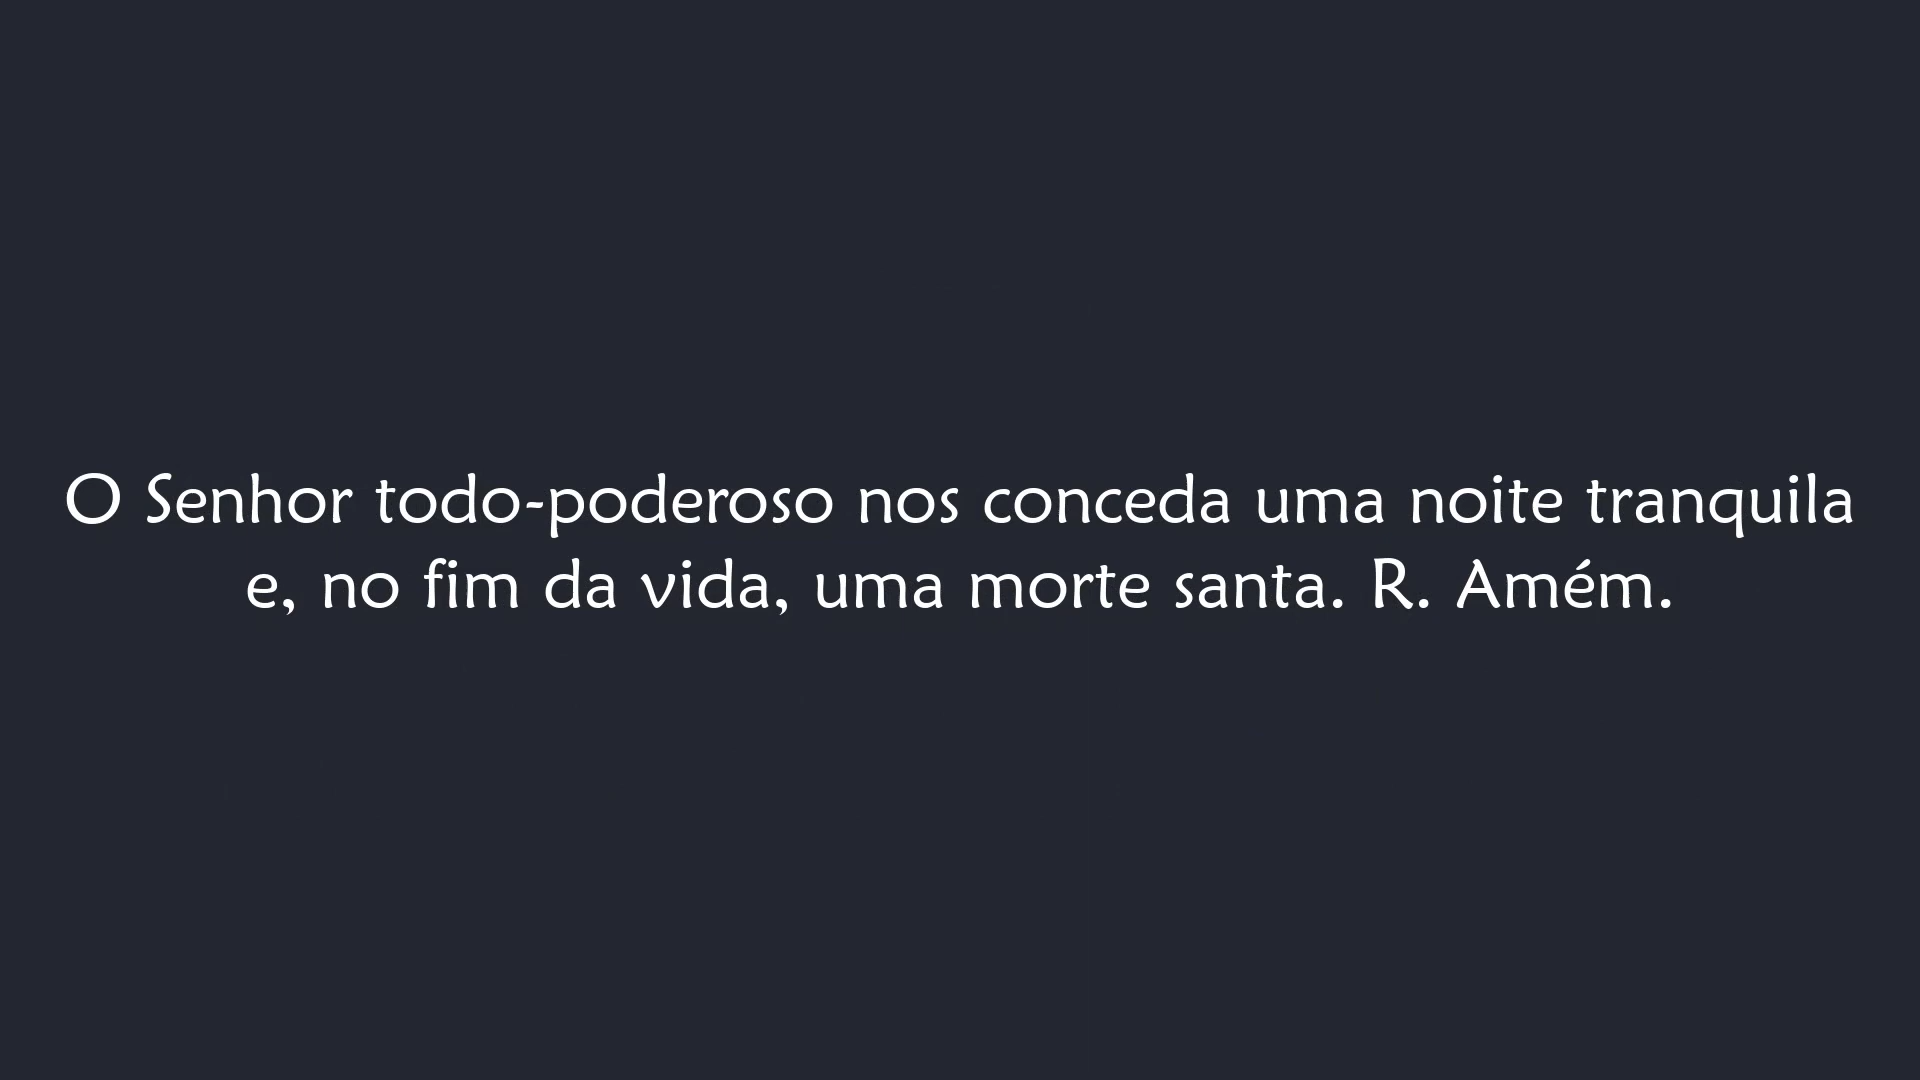 O Senhor todo-poderoso nos conceda uma noite tranquila
e, no fim da vida, uma morte santa. R. Amém.